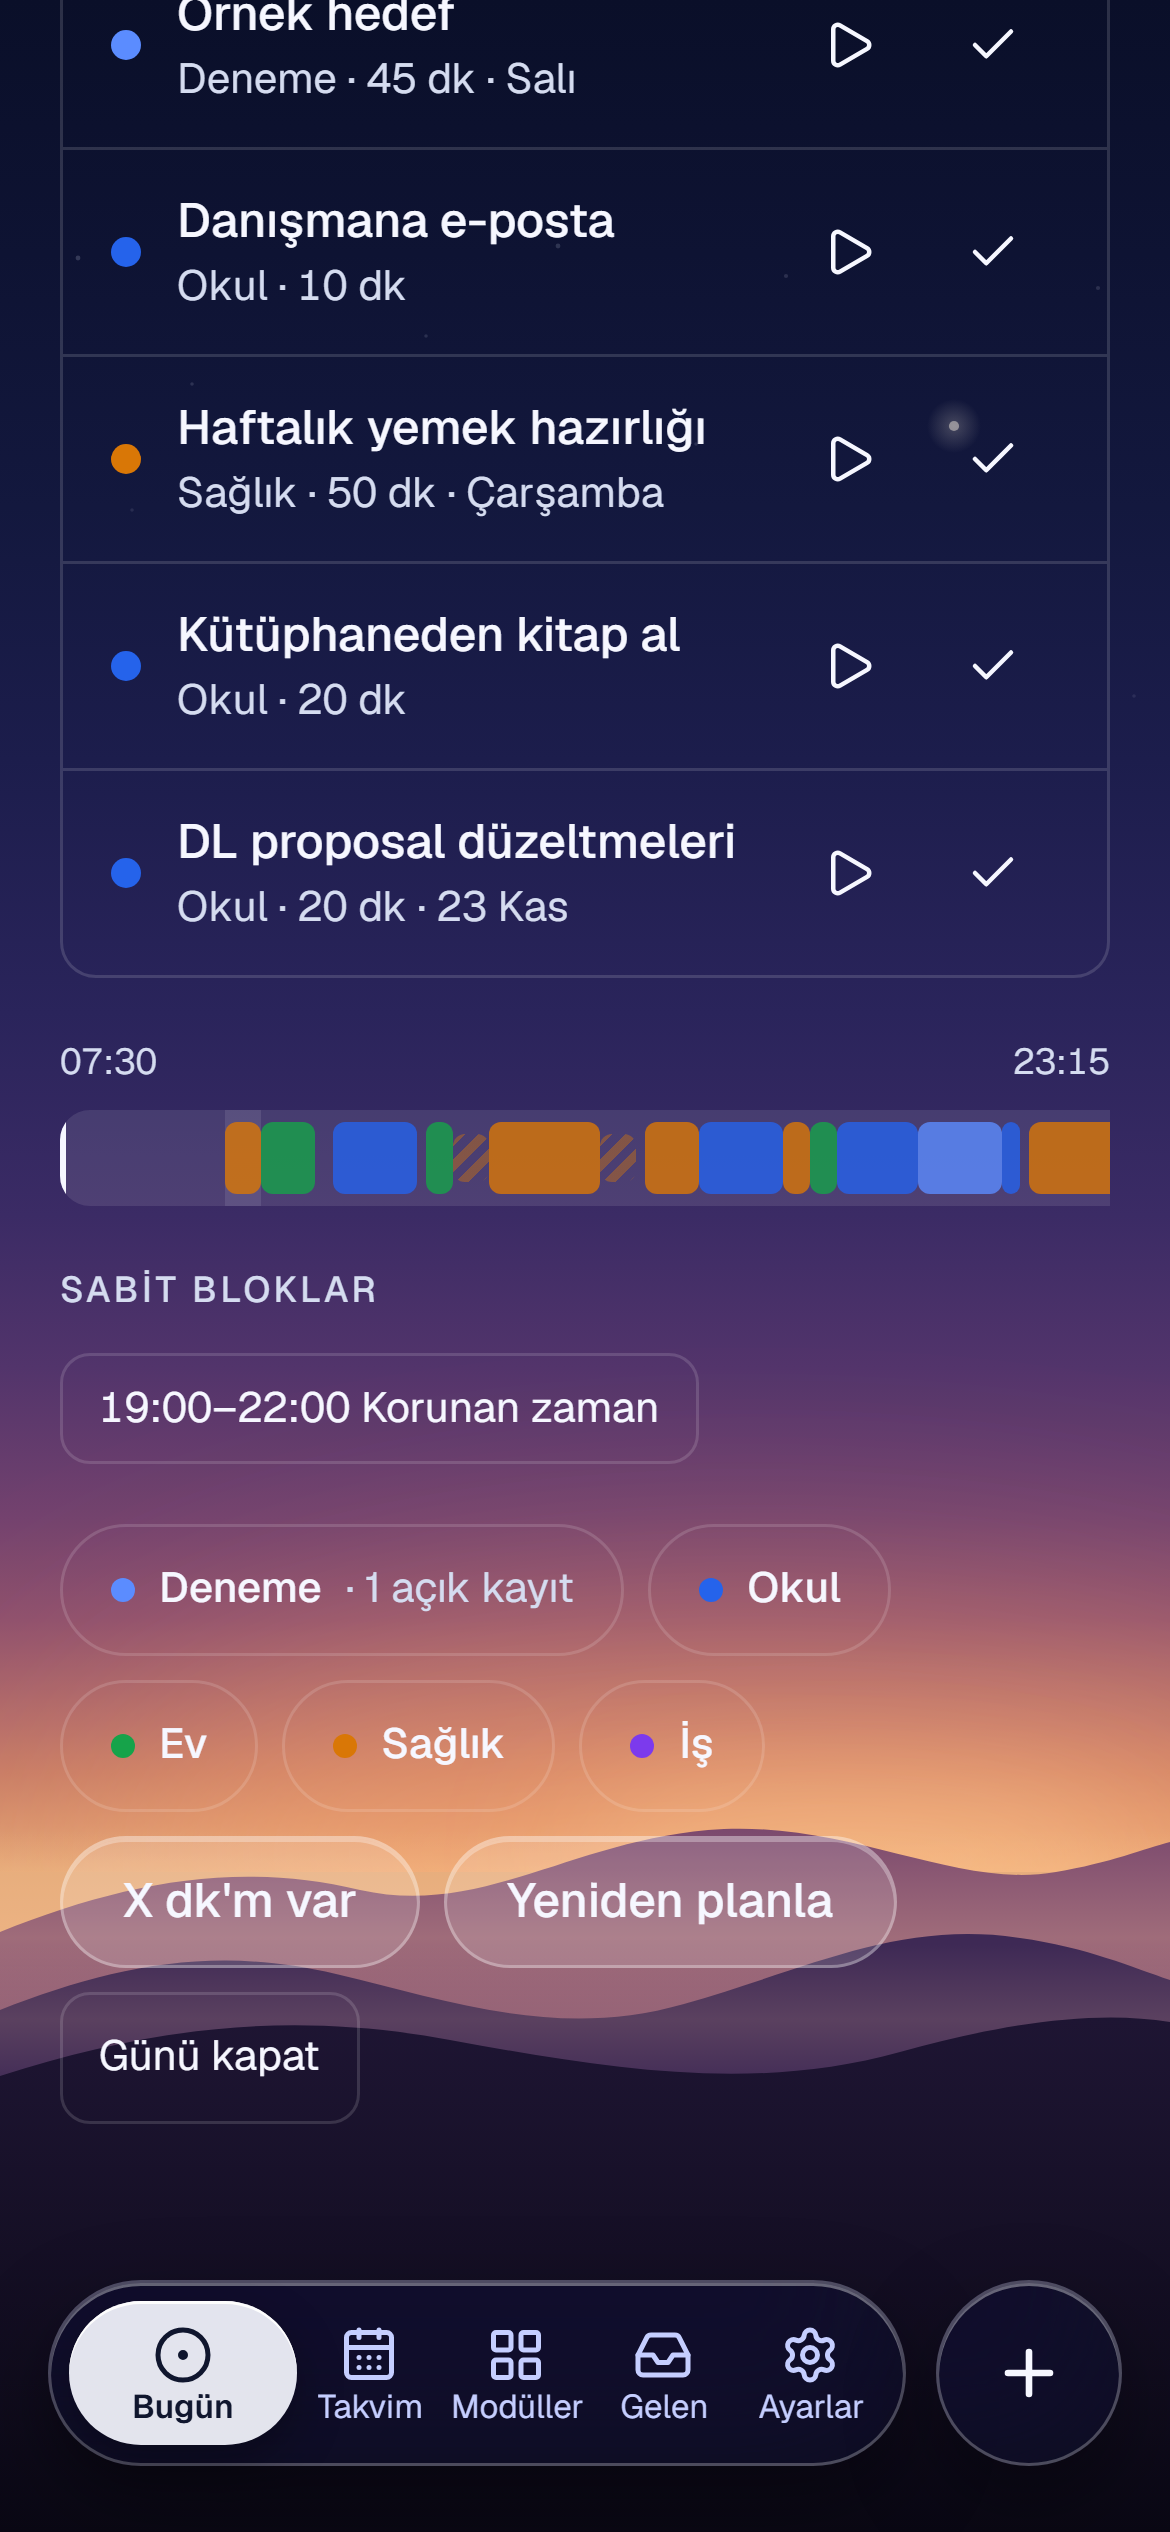 Örnek hedef
Deneme · 45 dk · Salı
Danışmana e-posta
Okul · 10 dk
Haftalık yemek hazırlığı
Sağlık · 50 dk · Çarşamba
Kütüphaneden kitap al
Okul · 20 dk
DL proposal düzeltmeleri
Okul · 20 dk · 23 Kas
07:30 23:15
SABİT BLOKLAR
19:00–22:00 Korunan zaman
Deneme · 1 açık kayıt Okul
Ev Sağlık İş
X dk'm var Yeniden planla
Günü kapat
Bugün Takvim Modüller Gelen Ayarlar